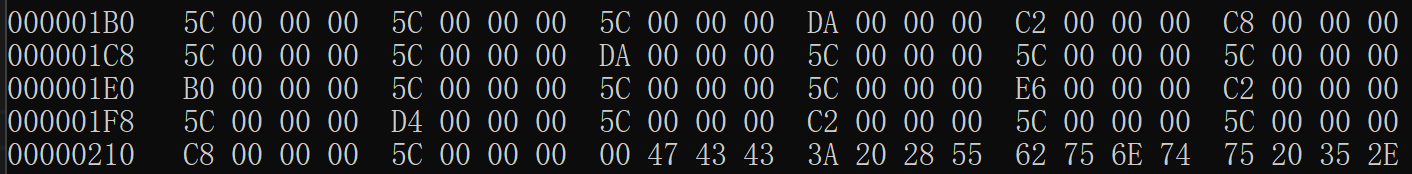 000001B0 5C 00 00 00 5C 00 00 00 5C 00 00 00 DA 00 00 00 C2 00 00 00 C8 00 00 00
000001C8 5C 00 00 00 5C 00 00 00 DA 00 00 00 5C 00 00 00 5C 00 00 00 5C 00 00 00
000001E0 B0 00 00 00 5C 00 00 00 5C 00 00 00 5C 00 00 00 E6 00 00 00 C2 00 00 00
000001F8 5C 00 00 00 D4 00 00 00 5C 00 00 00 C2 00 00 00 5C 00 00 00 5C 00 00 00
00000210 C8 00 00 00 5C 00 00 00 00 47 43 43 3A 20 28 55 62 75 6E 74 75 20 35 2E